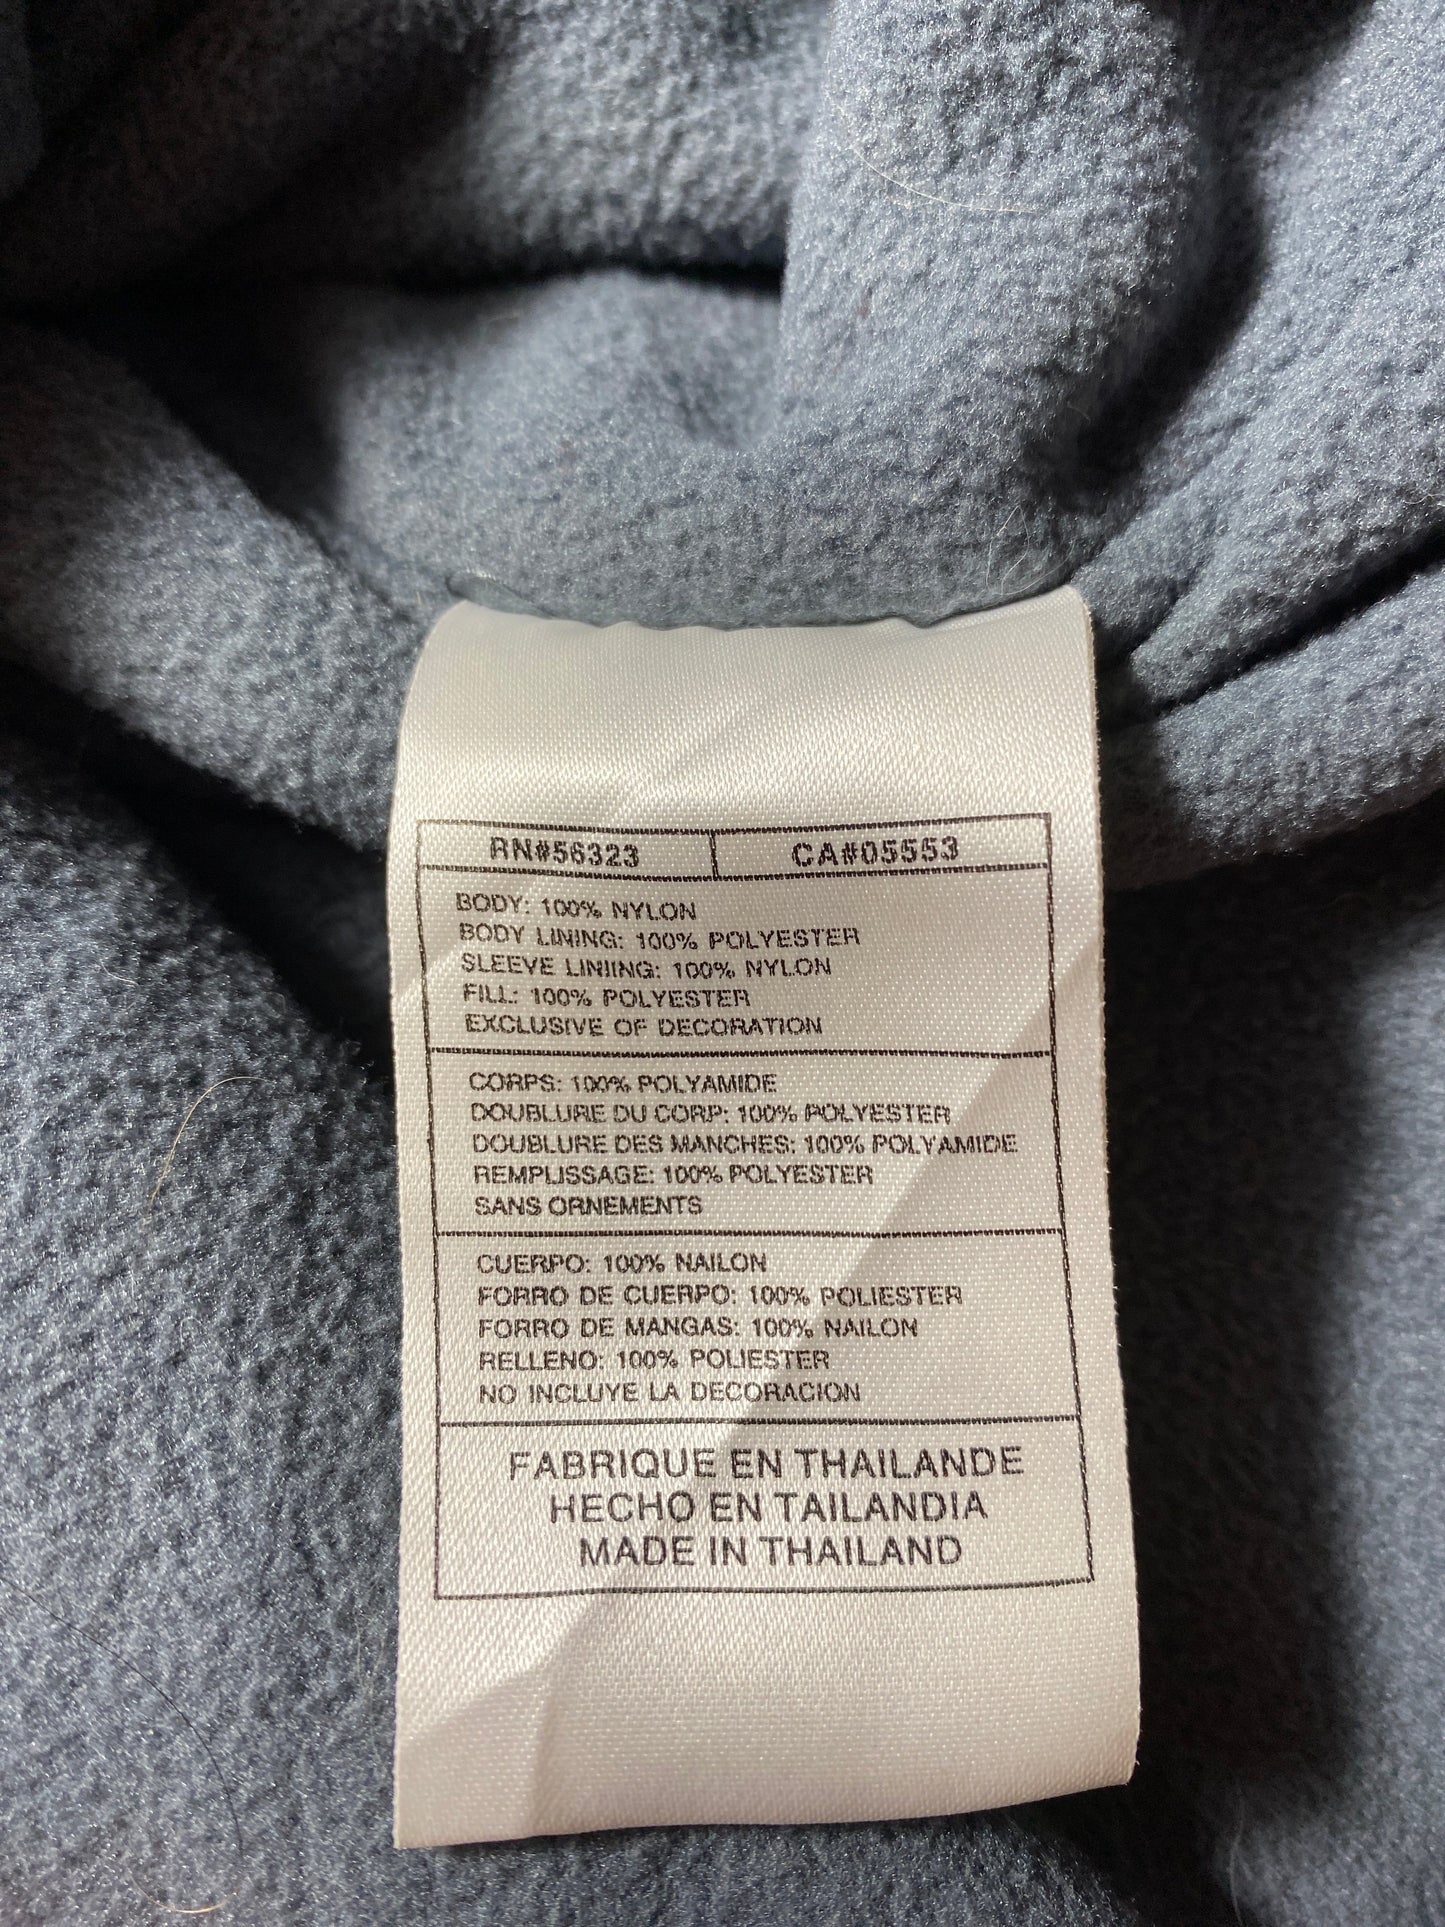 RN#56323 CA#05553
BODY: 100% NYLON
BODY LINING: 100% POLYESTER
SLEEVE LINIING: 100% NYLON
FILL: 100% POLYESTER
EXCLUSIVE OF DECORATION
CORPS: 100% POLYAMIDE
DOUBLURE DU CORP: 100% POLYESTER
DOUBLURE DES MANCHES: 100% POLYAMIDE
REMPLISSAGE: 100% POLYESTER
SANS ORNEMENTS
CUERPO: 100% NAILON
FORRO DE CUERPO: 100% POLIESTER
FORRO DE MANGAS: 100% NAILON
RELLENO: 100% POLIESTER
NO INCLUYE LA DECORACION
FABRIQUE EN THAILANDE
HECHO EN TAILANDIA
MADE IN THAILAND